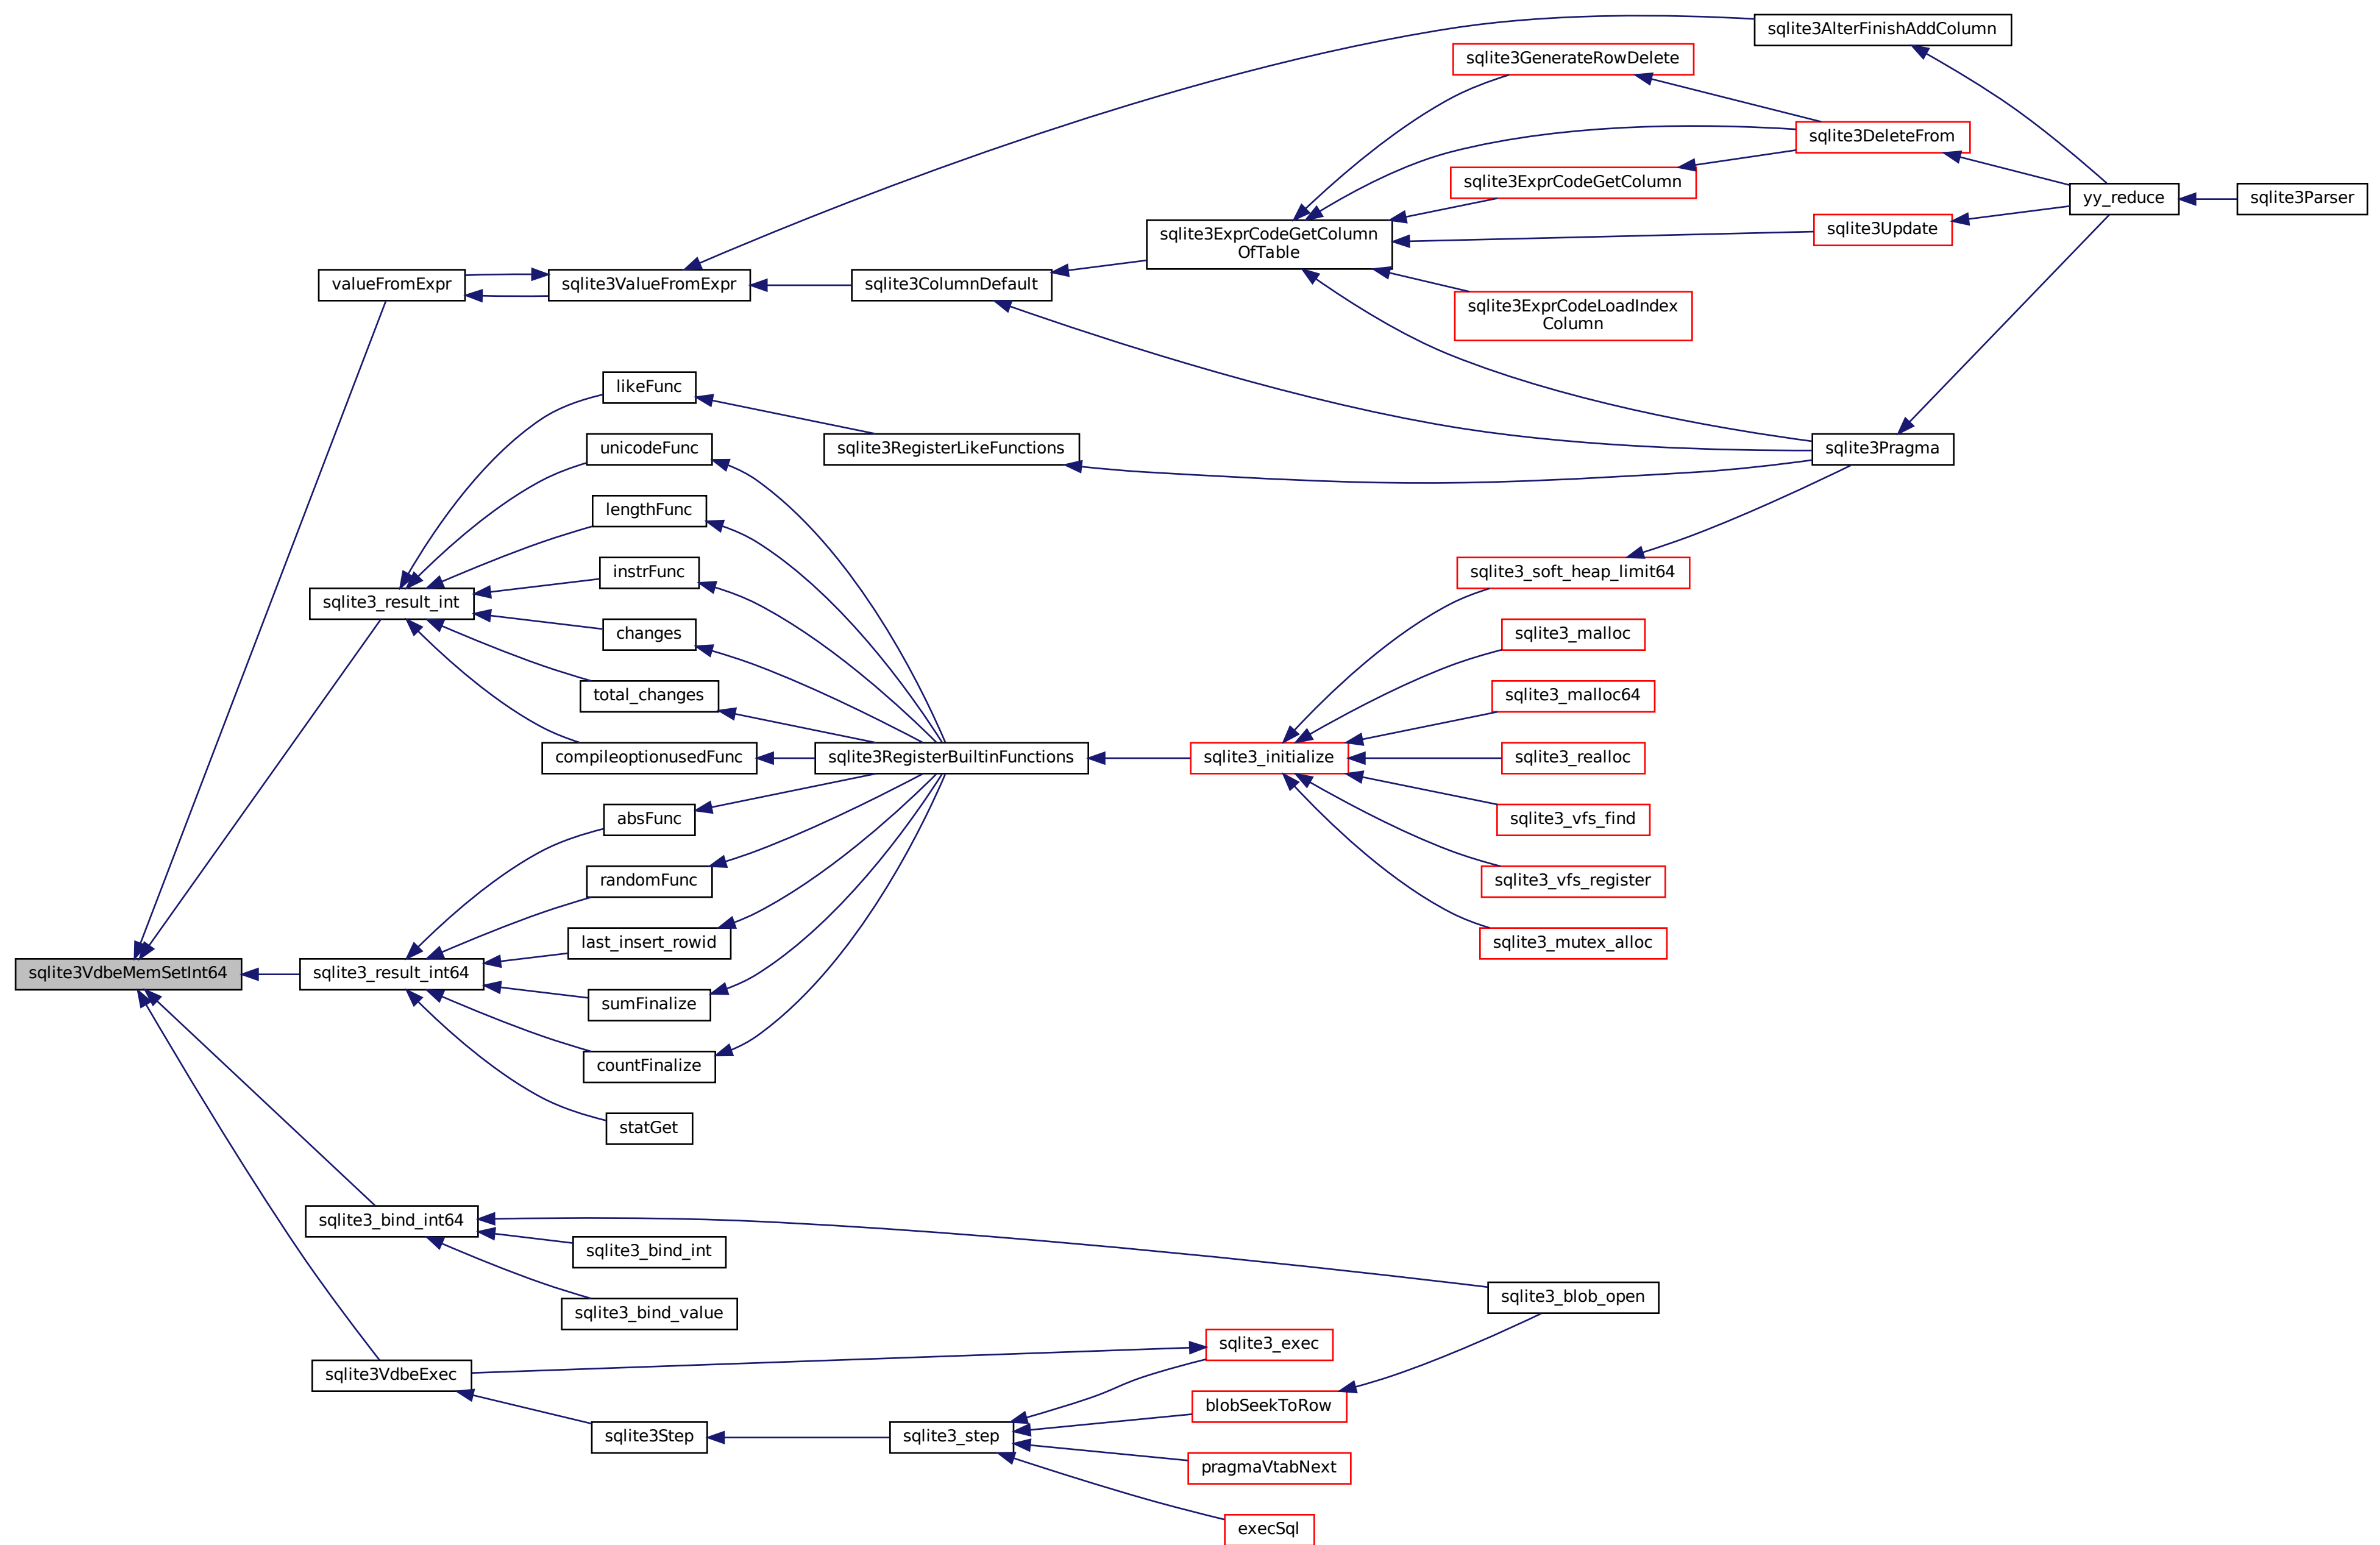 sqlite3AlterFinishAddColumn
sqlite3GenerateRowDelete
sqlite3DeleteFrom
sqlite3ExprCodeGetColumn
yy_reduce
sqlite3Parser
sqlite3ExprCodeGetColumn
OfTable
sqlite3Update
valueFromExpr
sqlite3ValueFromExpr
sqlite3ColumnDefault
sqlite3ExprCodeLoadIndex
Column
likeFunc
unicodeFunc
sqlite3RegisterLikeFunctions
sqlite3Pragma
lengthFunc
instrFunc
sqlite3_soft_heap_limit64
sqlite3_result_int
changes
sqlite3_malloc
total_changes
sqlite3_malloc64
compileoptionusedFunc
sqlite3RegisterBuiltinFunctions
sqlite3_initialize
sqlite3_realloc
absFunc
sqlite3_vfs_find
randomFunc
sqlite3_vfs_register
last_insert_rowid
sqlite3_mutex_alloc
sqlite3VdbeMemSetInt64
sqlite3_result_int64
sumFinalize
countFinalize
statGet
sqlite3_bind_int64
sqlite3_bind_int
sqlite3_blob_open
sqlite3_bind_value
sqlite3_exec
sqlite3VdbeExec
blobSeekToRow
sqlite3Step
sqlite3_step
pragmaVtabNext
execSql